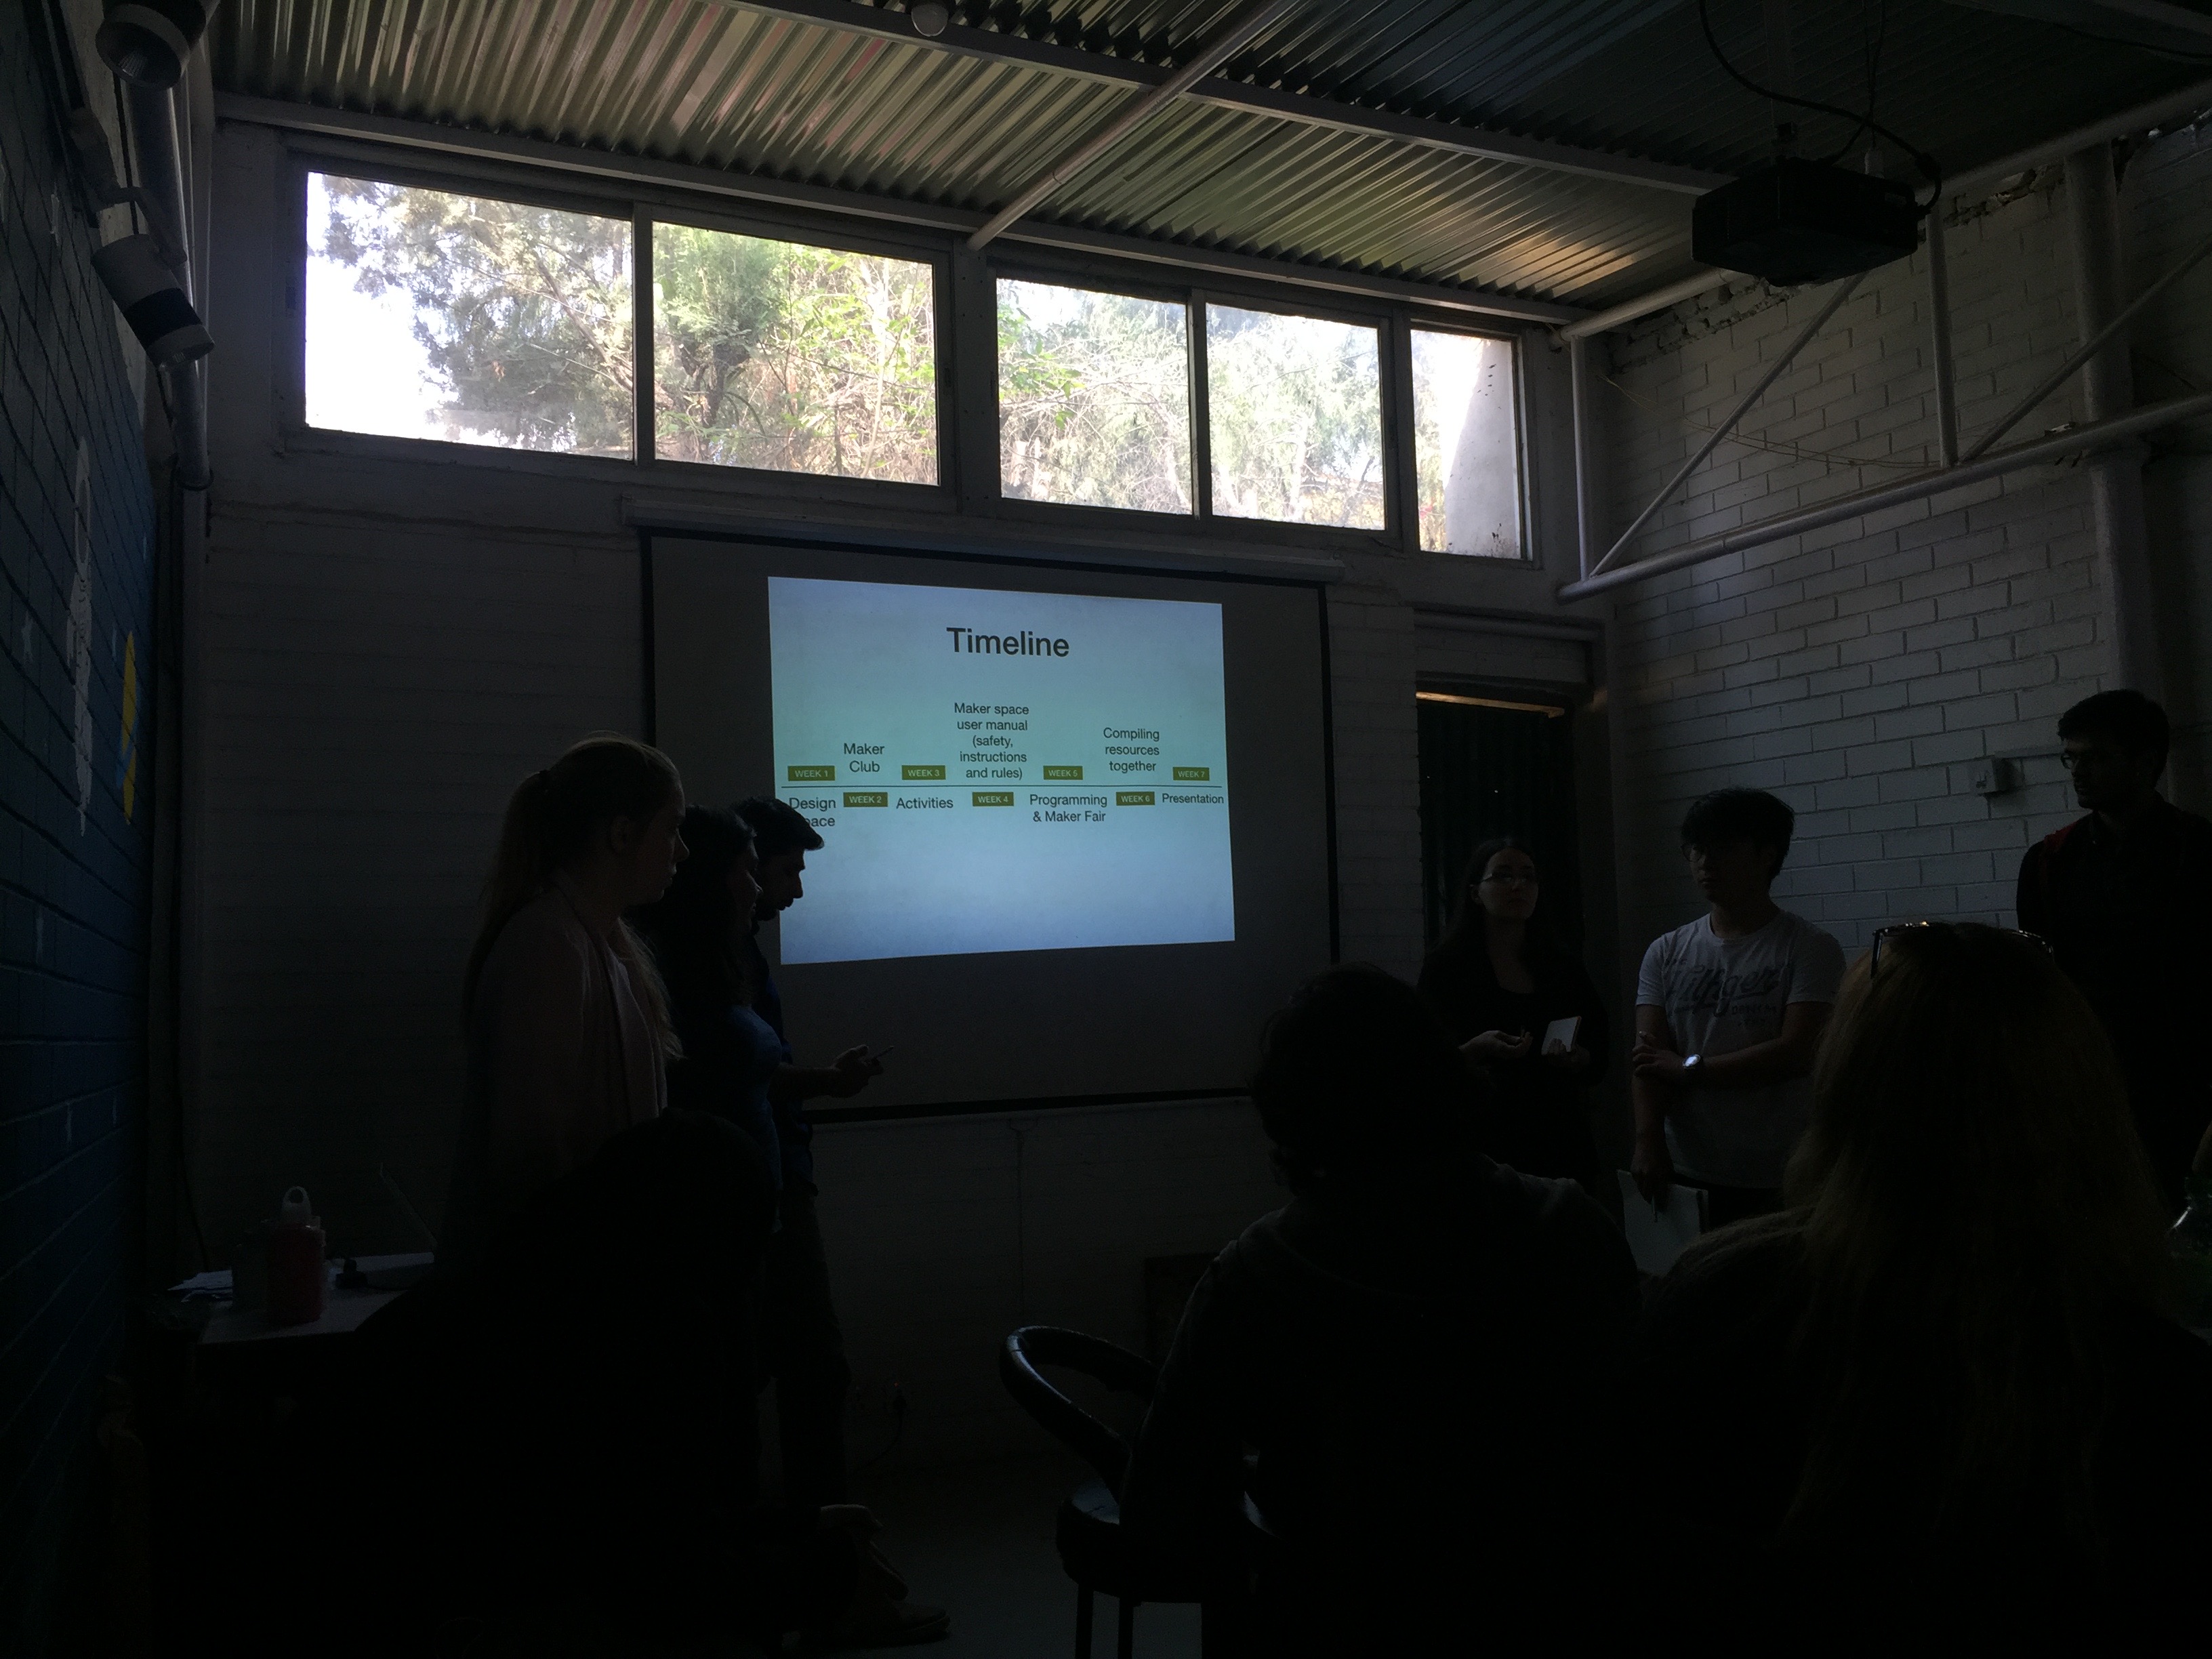 Timeline
WEEK 1
Design
Maker
Club
WEEK 2
WEEK 3
Activities
Maker space
user manual
(safety,
instructions
and rules)
WEEK 4
WEEK 5
Programming
& Maker Fair
Compiling
resources
together
WEEK 6
WEEK 7
Presentation